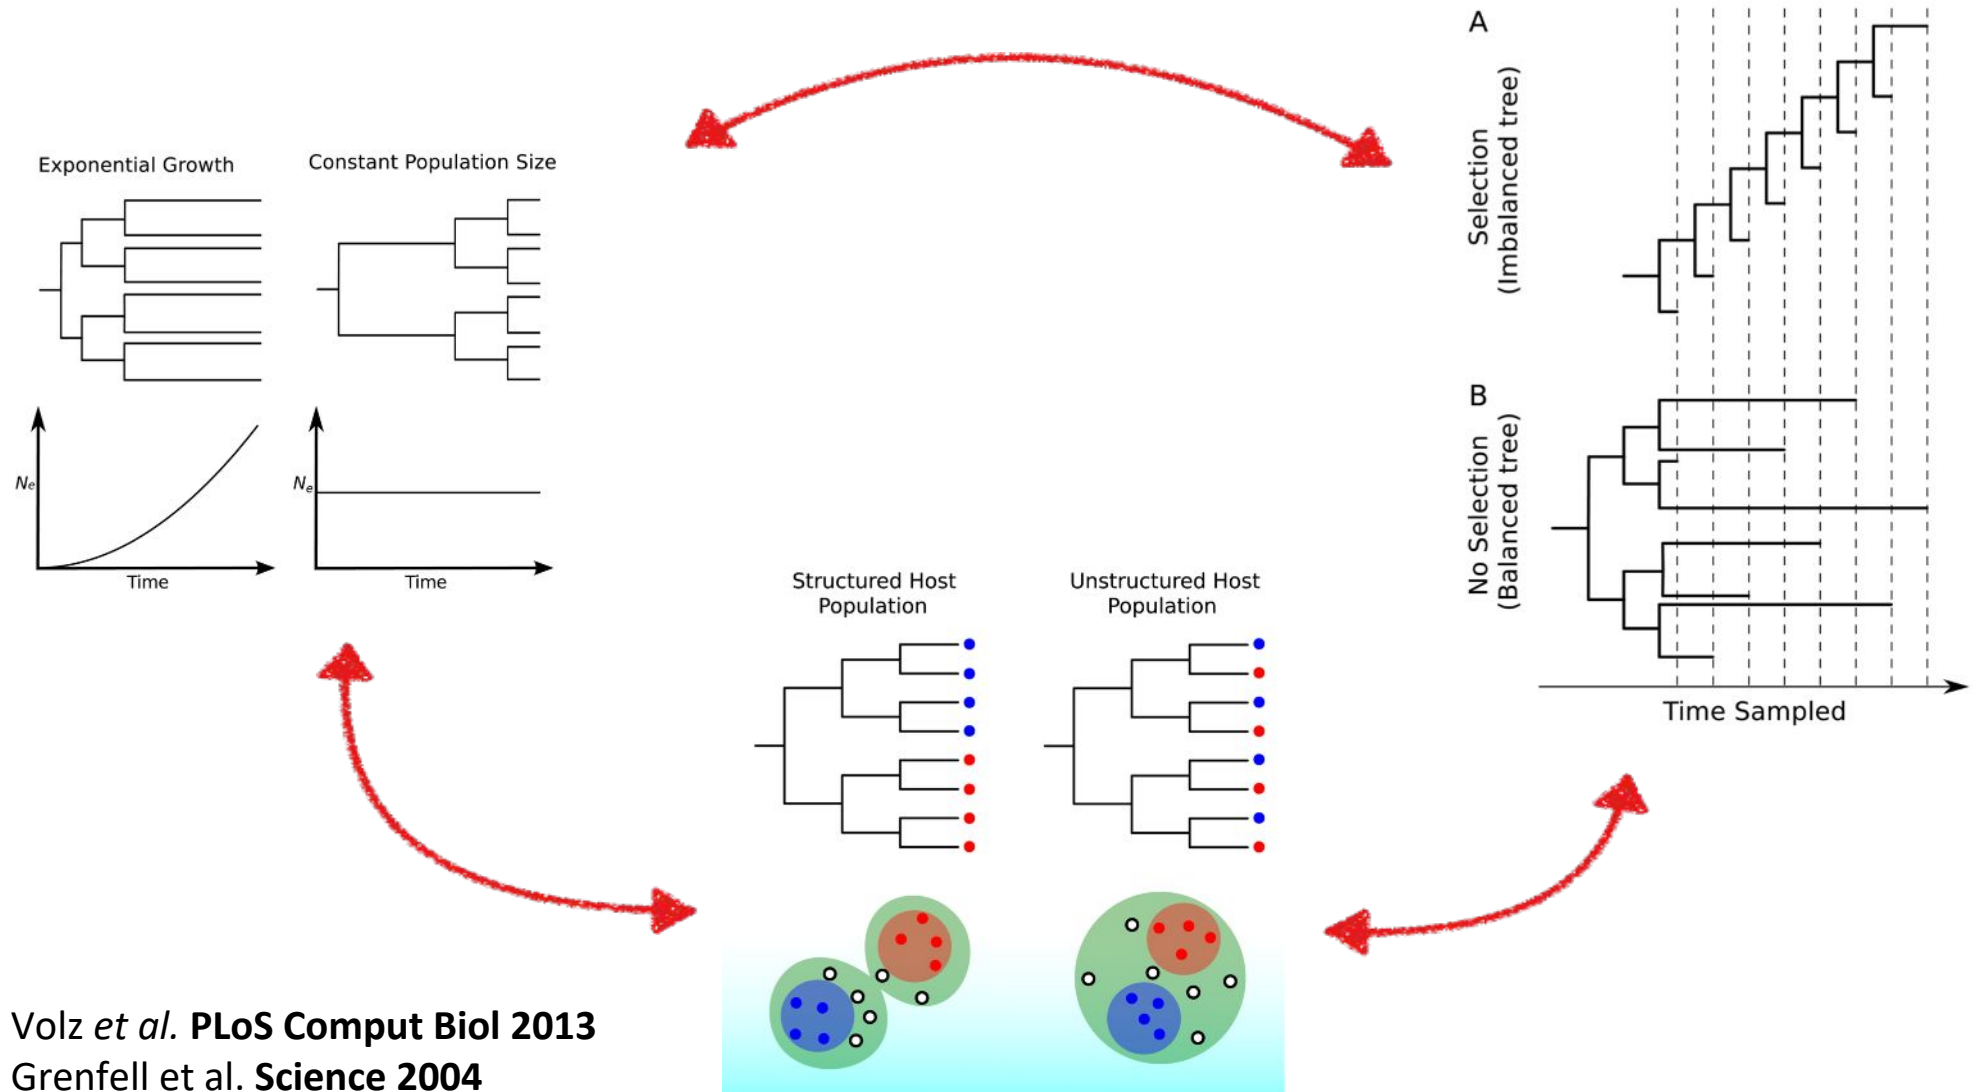 Exponential Growth
Constant Population Size
Ne
Time
Ne
Time
A
Selection
(Imbalanced tree)
B
No Selection
(Balanced tree)
Time Sampled
Structured Host
Population
Unstructured Host
Population
Volz et al. PLoS Comput Biol 2013
Grenfell et al. Science 2004